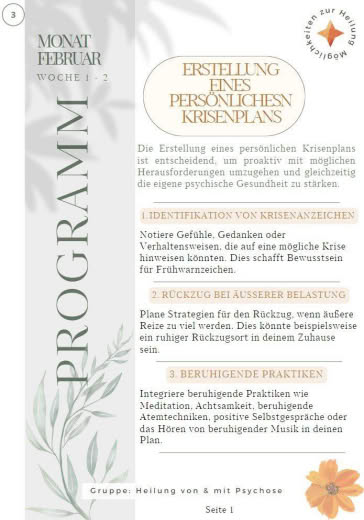 3
Möglichkeiten zur Heilung
MONAT
FEBRUAR
WOCHE 1 - 2
PROGRAMM
ERSTELLUNG
EINES
PERSÖNLICHESN
KRISENPLANS
Die Erstellung eines persönlichen Krisenplans
ist entscheidend, um proaktiv mit möglichen
Herausforderungen umzugehen und gleichzeitig
die eigene psychische Gesundheit zu stärken.
1. IDENTIFIKATION VON KRISENANZEICHEN
Notiere Gefühle, Gedanken oder
Verhaltensweisen, die auf eine mögliche Krise
hinweisen könnten. Dies schafft Bewusstsein
für Frühwarnzeichen.
2. RÜCKZUG BEI ÄUSSERER BELASTUNG
Plane Strategien für den Rückzug, wenn äußere
Reize zu viel werden. Dies könnte beispielsweise
ein ruhiger Rückzugsort in deinem Zuhause
sein.
3. BERUHIGENDE PRAKTIKEN
Integriere beruhigende Praktiken wie
Meditation, Achtsamkeit, beruhigende
Atemtechniken, positive Selbstgespräche oder
das Hören von beruhigender Musik in deinen
Plan.
Gruppe: Heilung von & mit Psychose
Seite 1